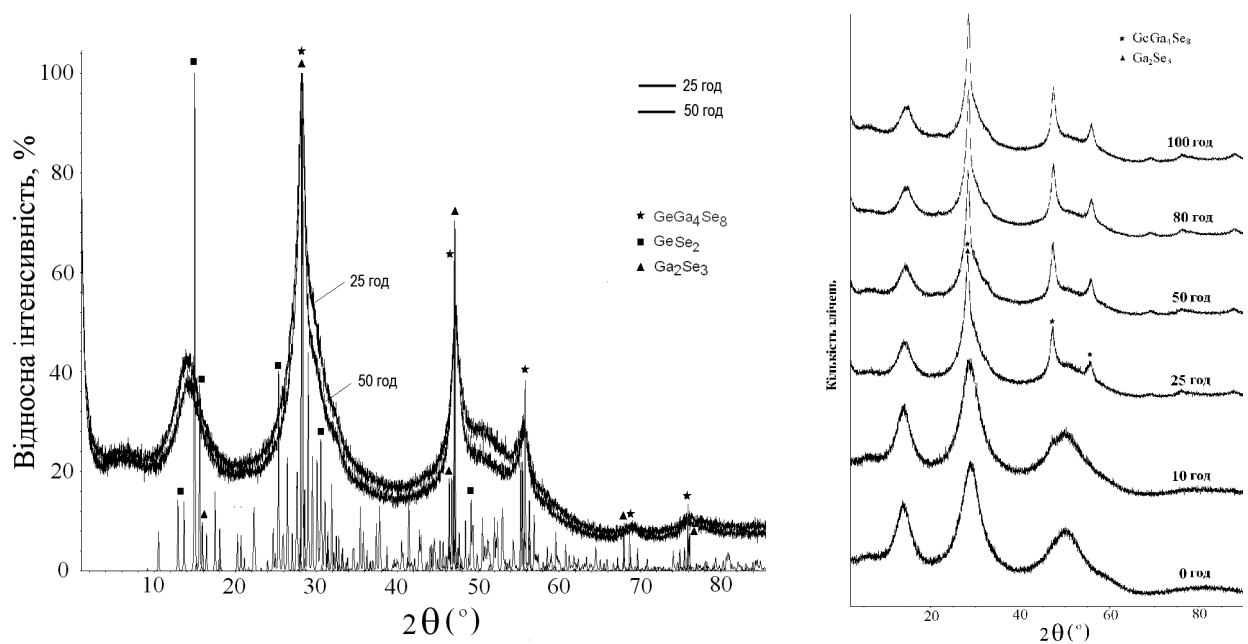 Відносна інтенсивність, %
100
80
60
40
20
0
25 год
50 год
GeGa4Se8
GeSe2
Ga2Se3
25 год
50 год
10 20 30 40 50 60 70 80
2θ(°)
Кількість злічень
GeGa4Se8
Ga2Se3
100 год
80 год
50 год
25 год
10 год
0 год
20 40 60 80
2θ(°)